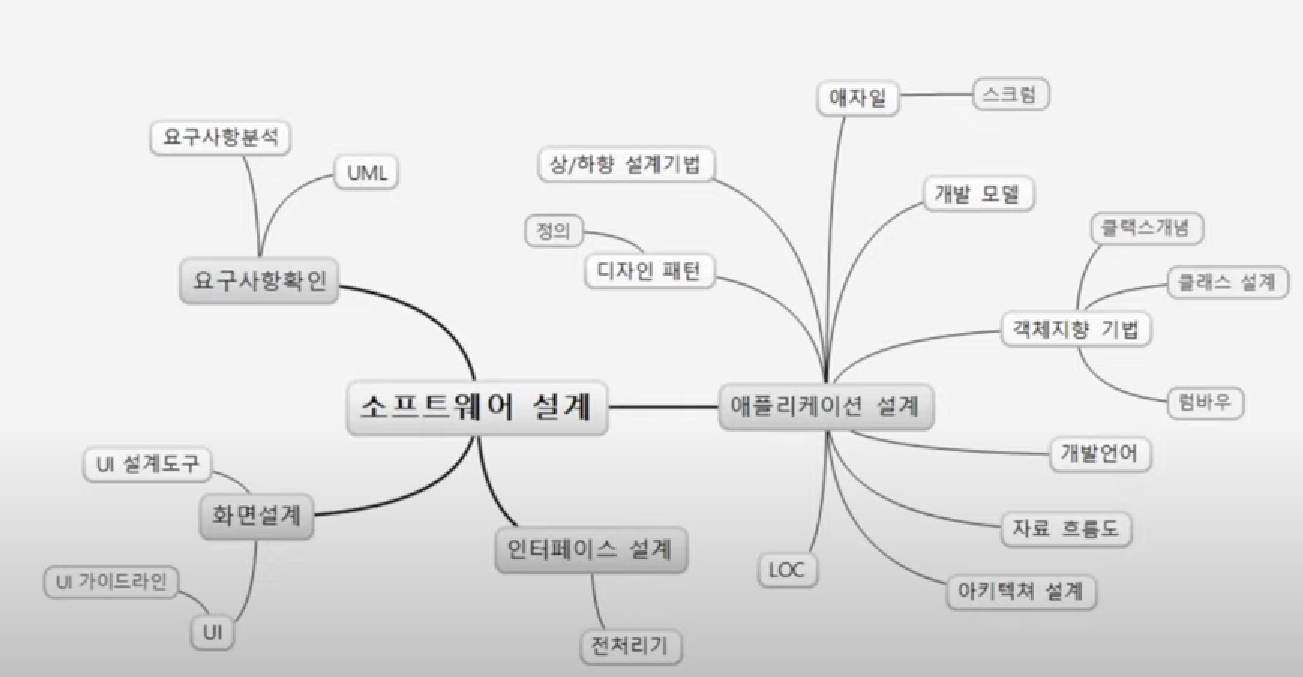 애자일
스크럼
요구사항분석
UML
상/하향 설계기법
개발 모델
정의
클랙스개념
디자인 패턴
요구사항확인
클래스 설계
객체지향 기법
소프트웨어 설계
애플리케이션 설계
럼바우
UI 설계도구
개발언어
화면설계
자료 흐름도
인터페이스 설계
LOC
UI 가이드라인
아키텍쳐 설계
UI
전처리기